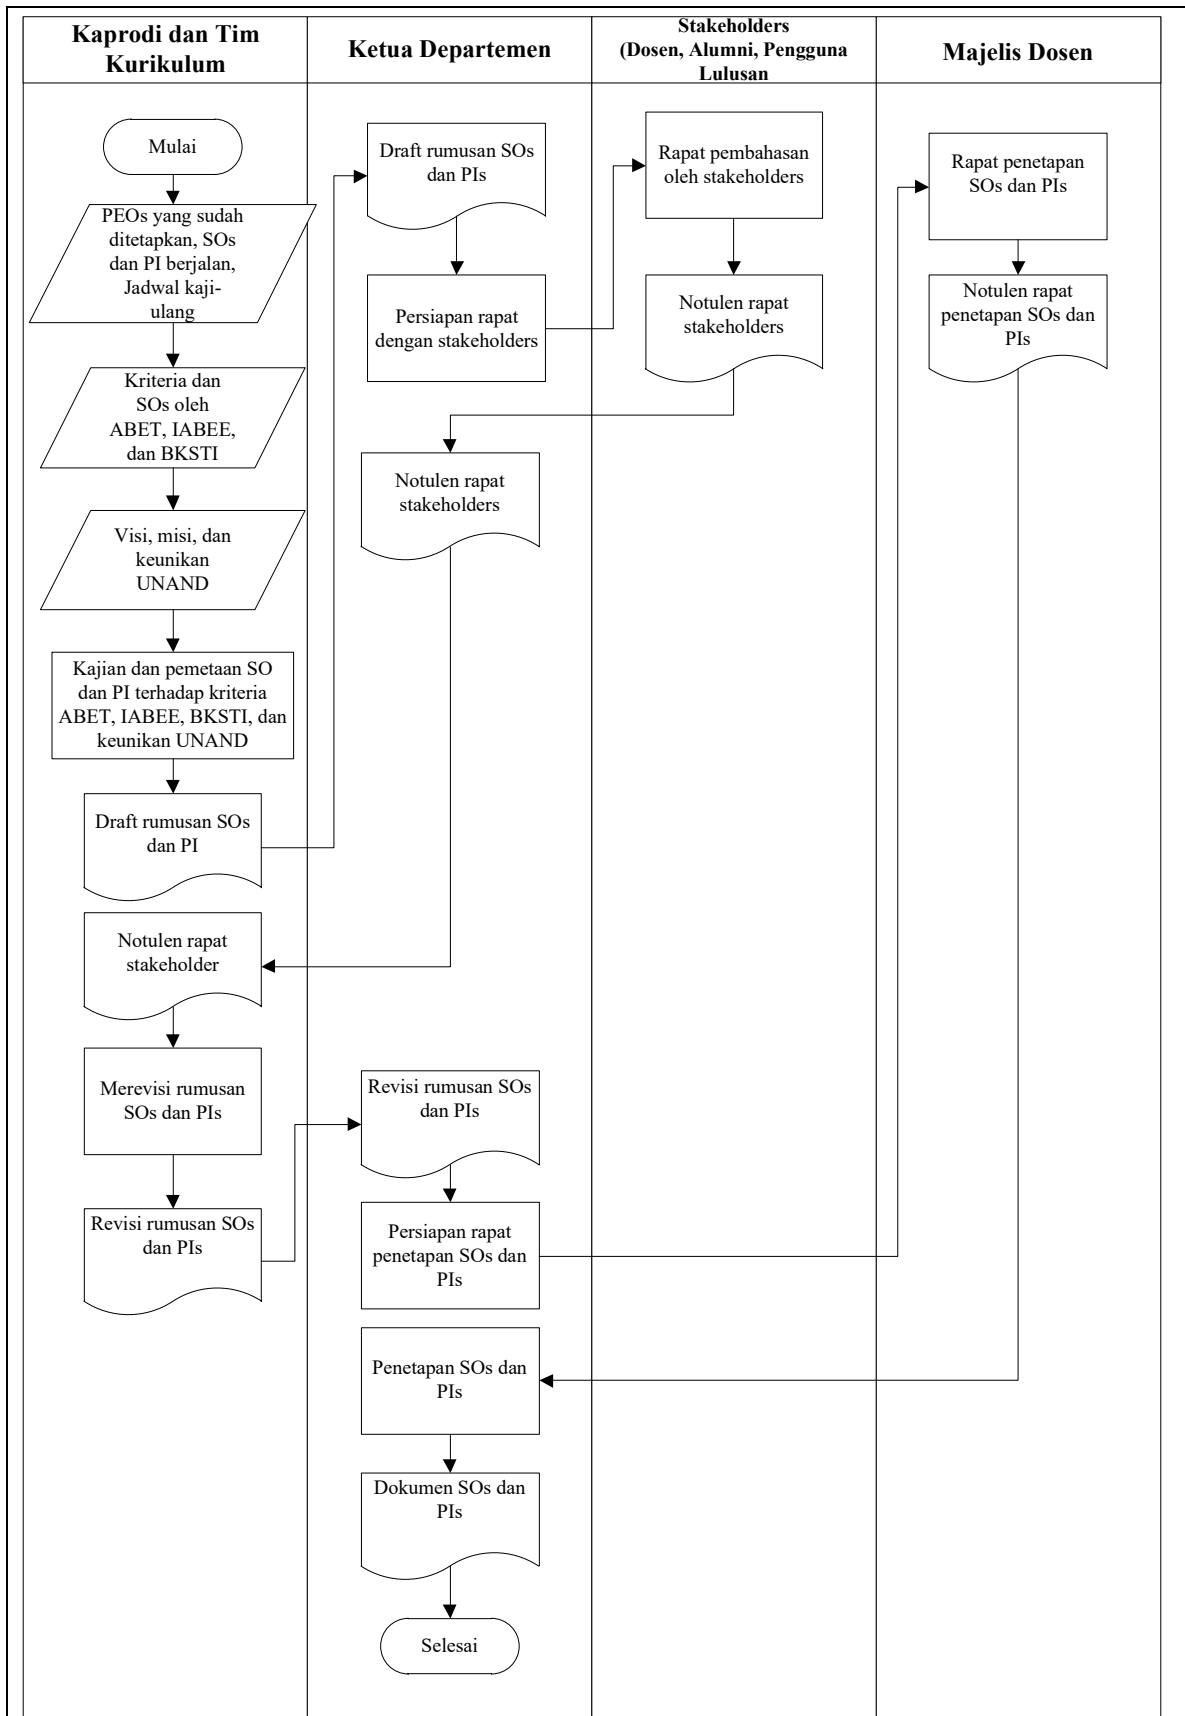 Kaprodi dan Tim
Kurikulum
Ketua Departemen
Stakeholders
(Dosen, Alumni, Pengguna
Lulusan
Majelis Dosen
Mulai
PEOs yang sudah
ditetapkan, SOs
dan PI berjalan,
Jadwal kaji-
ulang
Kriteria dan
SOs oleh
ABET, IABEE,
dan BKSTI
Visi, misi, dan
keunikan
UNAND
Kajian dan pemetaan SO
dan PI terhadap kriteria
ABET, IABEE, BKSTI, dan
keunikan UNAND
Draft rumusan SOs
dan PI
Notulen rapat
stakeholder
Merevisi rumusan
SOs dan PIs
Revisi rumusan SOs
dan PIs
Draft rumusan SOs
dan PIs
Persiapan rapat
dengan stakeholders
Notulen rapat
stakeholders
Revisi rumusan SOs
dan PIs
Persiapan rapat
penetapan SOs dan
PIs
Penetapan SOs dan
PIs
Dokumen SOs dan
PIs
Selesai
Rapat pembahasan
oleh stakeholders
Notulen rapat
stakeholders
Rapat penetapan
SOs dan PIs
Notulen rapat
penetapan SOs dan
PIs